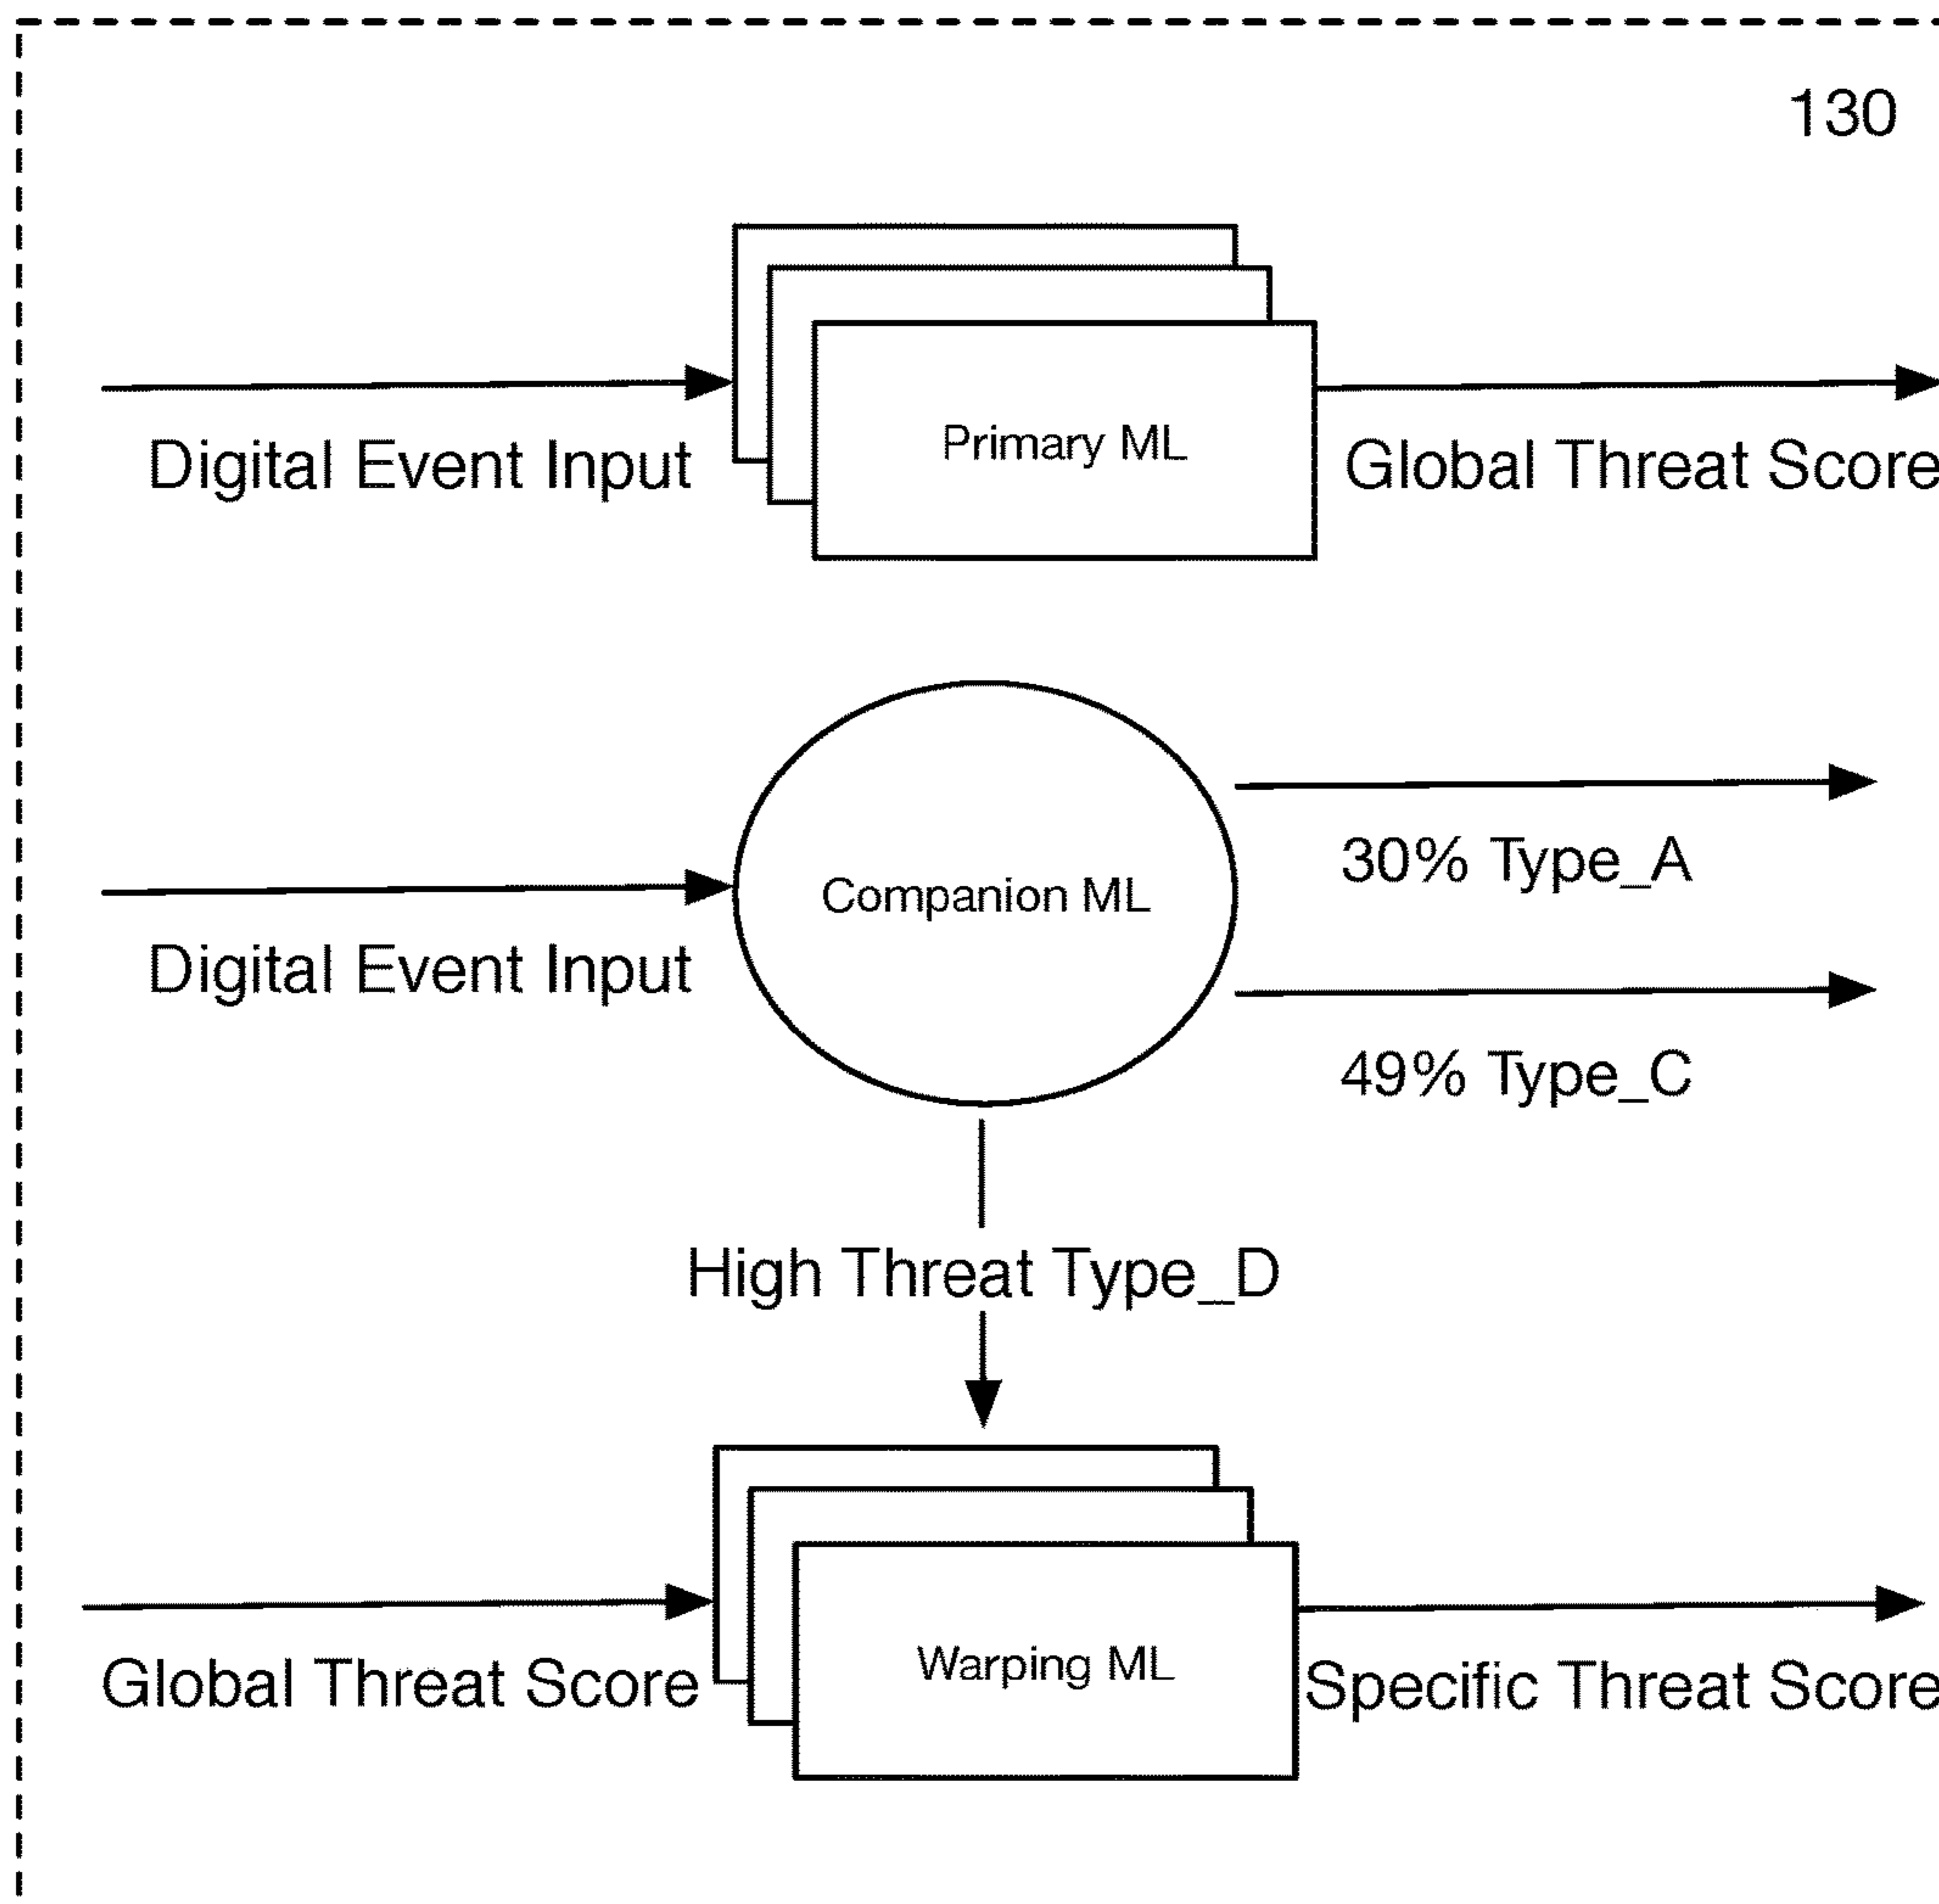 130
Primary ML
Digital Event Input
Global Threat Score
Companion ML
30% Type_A
Digital Event Input
49% Type_C
High Threat Type_D
Warping ML
Global Threat Score
Specific Threat Score